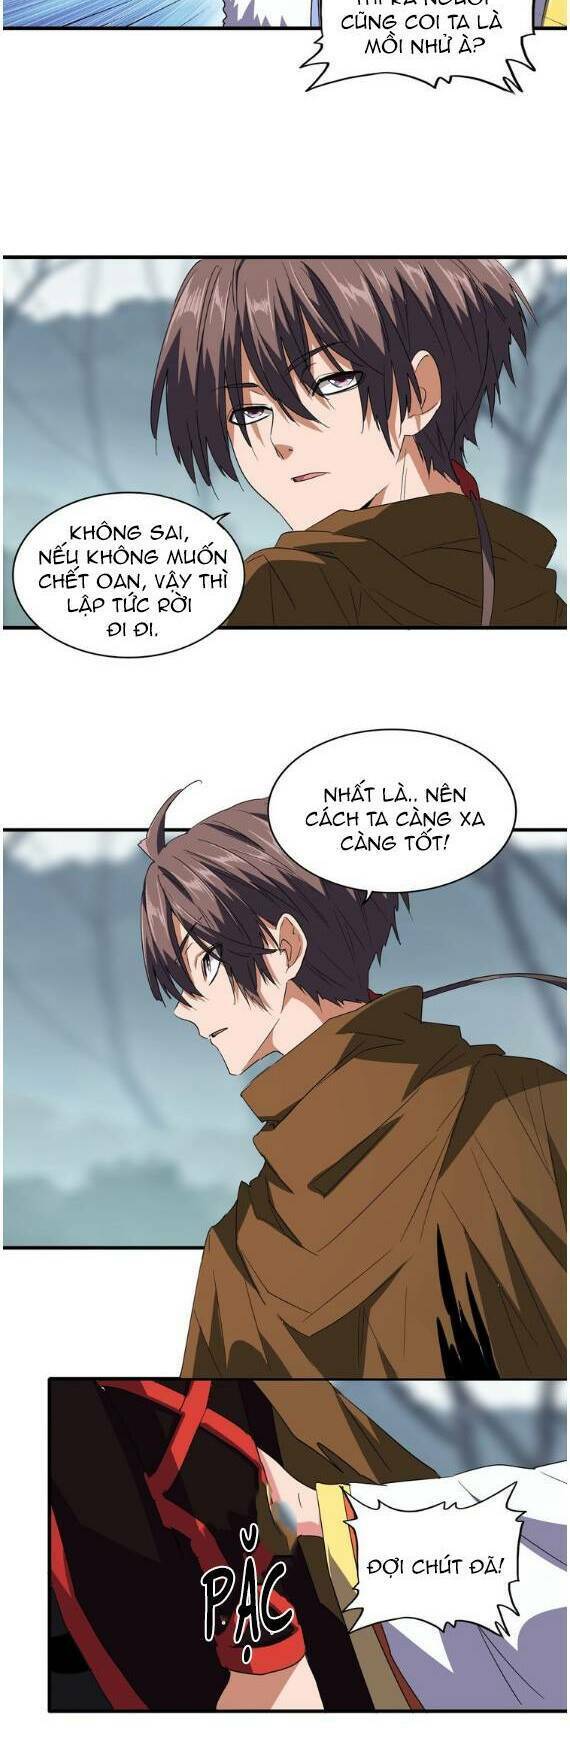 CŨNG COI TA LÀ
MỒI NHỬ À?
KHÔNG SAI,
NẾU KHÔNG MUỐN
CHẾT OAN, VẬY THÌ
LẬP TỨC RỜI
ĐI ĐI.
NHẤT LÀ.. NÊN
CÁCH TA CÀNG XA
CÀNG TỐT!
ĐỢI CHÚT ĐÃ!
PẶC